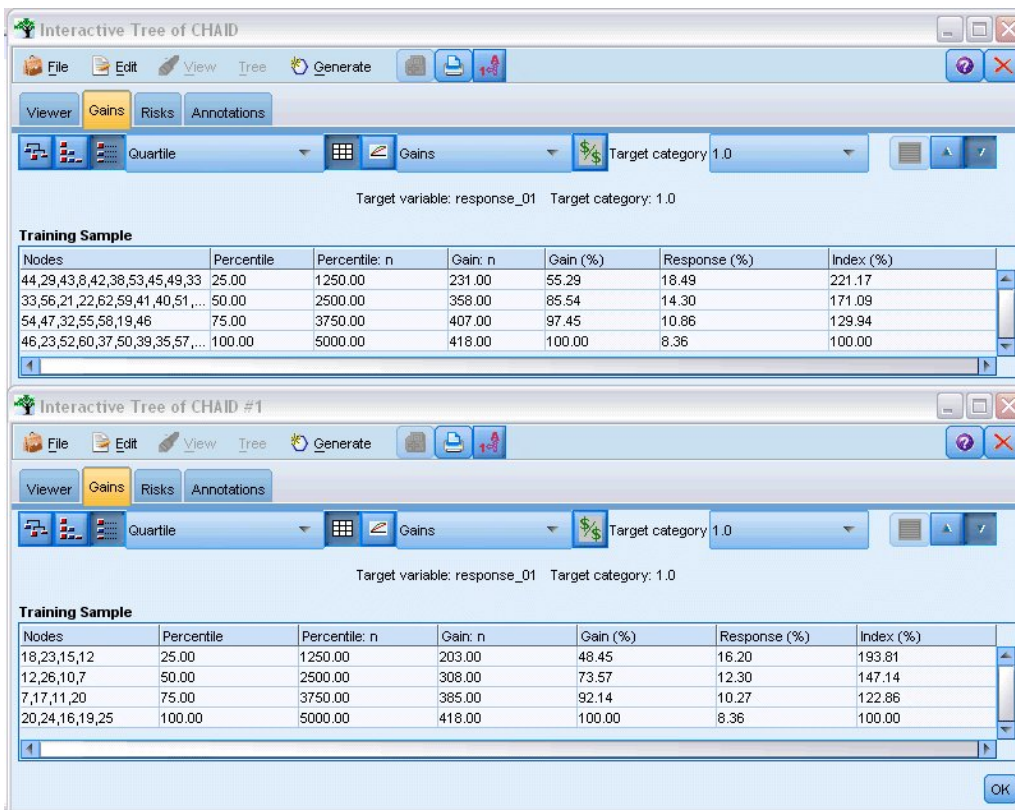 Interactive Tree of CHAID
File Edit View Tree Generate
Viewer Gains Risks Annotations
Quartile Gains Target category 1.0
Target variable: response_01 Target category: 1.0
Training Sample
Nodes Percentile Percentile: n Gain: n Gain (%) Response (%) Index (%)
44,29,43,8,42,38,53,45,49,33 25.00 1250.00 231.00 55.29 18.49 221.17
33,56,21,22,62,59,41,40,51,... 50.00 2500.00 358.00 85.54 14.30 171.09
54,47,32,55,58,19,46 75.00 3750.00 407.00 97.45 10.86 129.94
46,23,52,60,37,50,39,35,57,... 100.00 5000.00 418.00 100.00 8.36 100.00
Interactive Tree of CHAID #1
File Edit View Tree Generate
Viewer Gains Risks Annotations
Quartile Gains Target category 1.0
Target variable: response_01 Target category: 1.0
Training Sample
Nodes Percentile Percentile: n Gain: n Gain (%) Response (%) Index (%)
18,23,15,12 25.00 1250.00 203.00 48.45 16.20 193.81
12,26,10,7 50.00 2500.00 308.00 73.57 12.30 147.14
7,17,11,20 75.00 3750.00 385.00 92.14 10.27 122.86
20,24,16,19,25 100.00 5000.00 418.00 100.00 8.36 100.00
OK